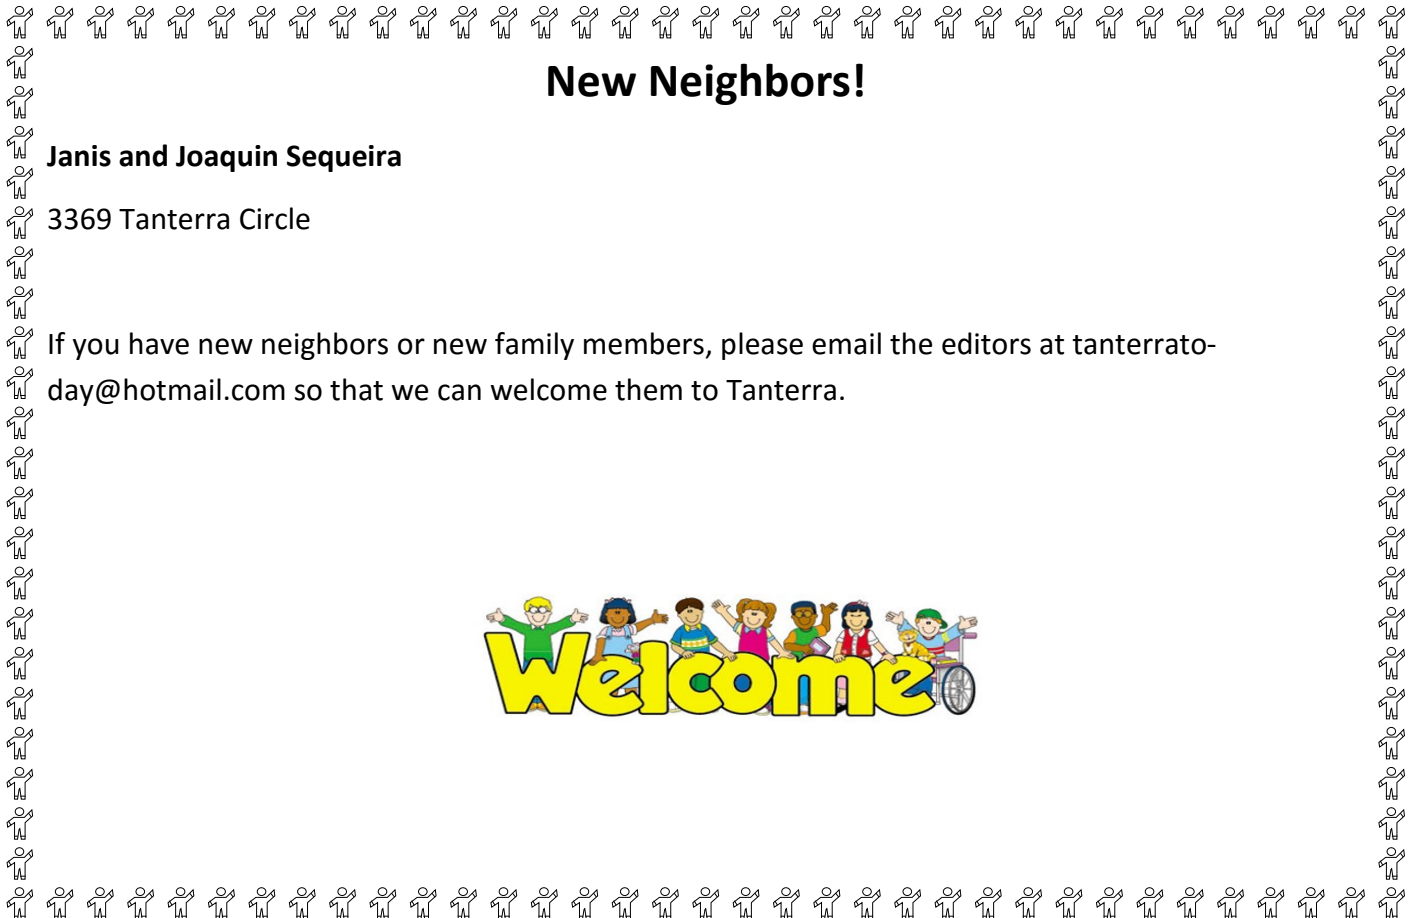 New Neighbors!
Janis and Joaquin Sequeira
3369 Tanterra Circle
If you have new neighbors or new family members, please email the editors at tanterrato-
day@hotmail.com so that we can welcome them to Tanterra.
Welcome